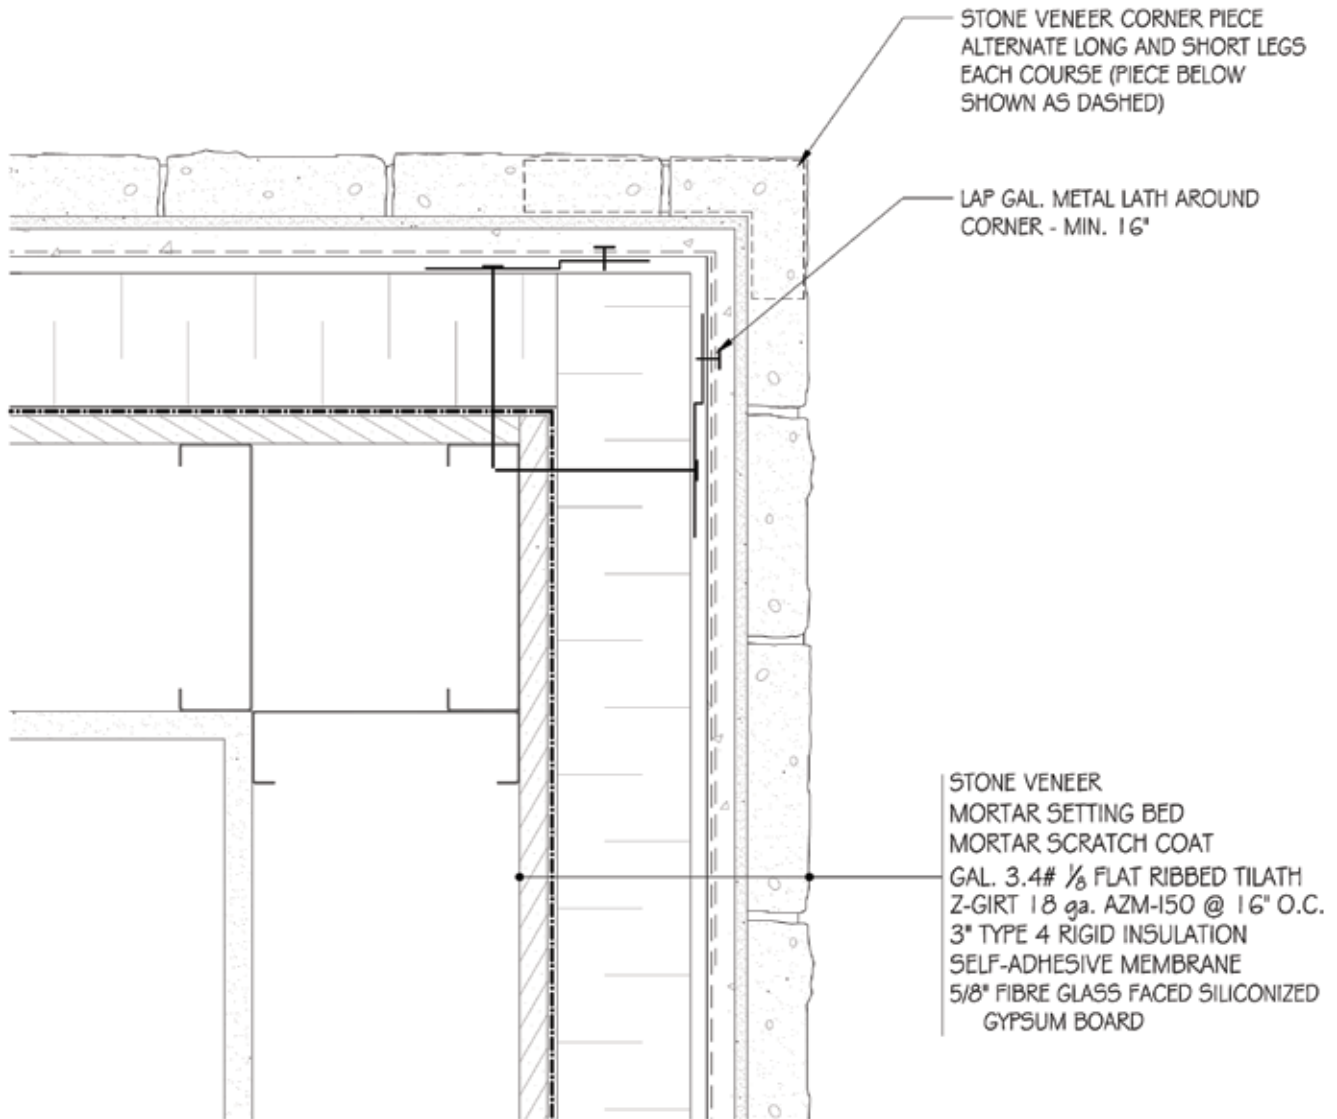 STONE VENEER CORNER PIECE
ALTERNATE LONG AND SHORT LEGS
EACH COURSE (PIECE BELOW
SHOWN AS DASHED)
LAP GAL. METAL LATH AROUND
CORNER - MIN. 16"
STONE VENEER
MORTAR SETTING BED
MORTAR SCRATCH COAT
GAL. 3.4# 1/8 FLAT RIBBED TILATH
Z-GIRT 18 ga. AZM-150 @ 16" O.C.
3" TYPE 4 RIGID INSULATION
SELF-ADHESIVE MEMBRANE
5/8" FIBRE GLASS FACED SILICONIZED
GYPSUM BOARD